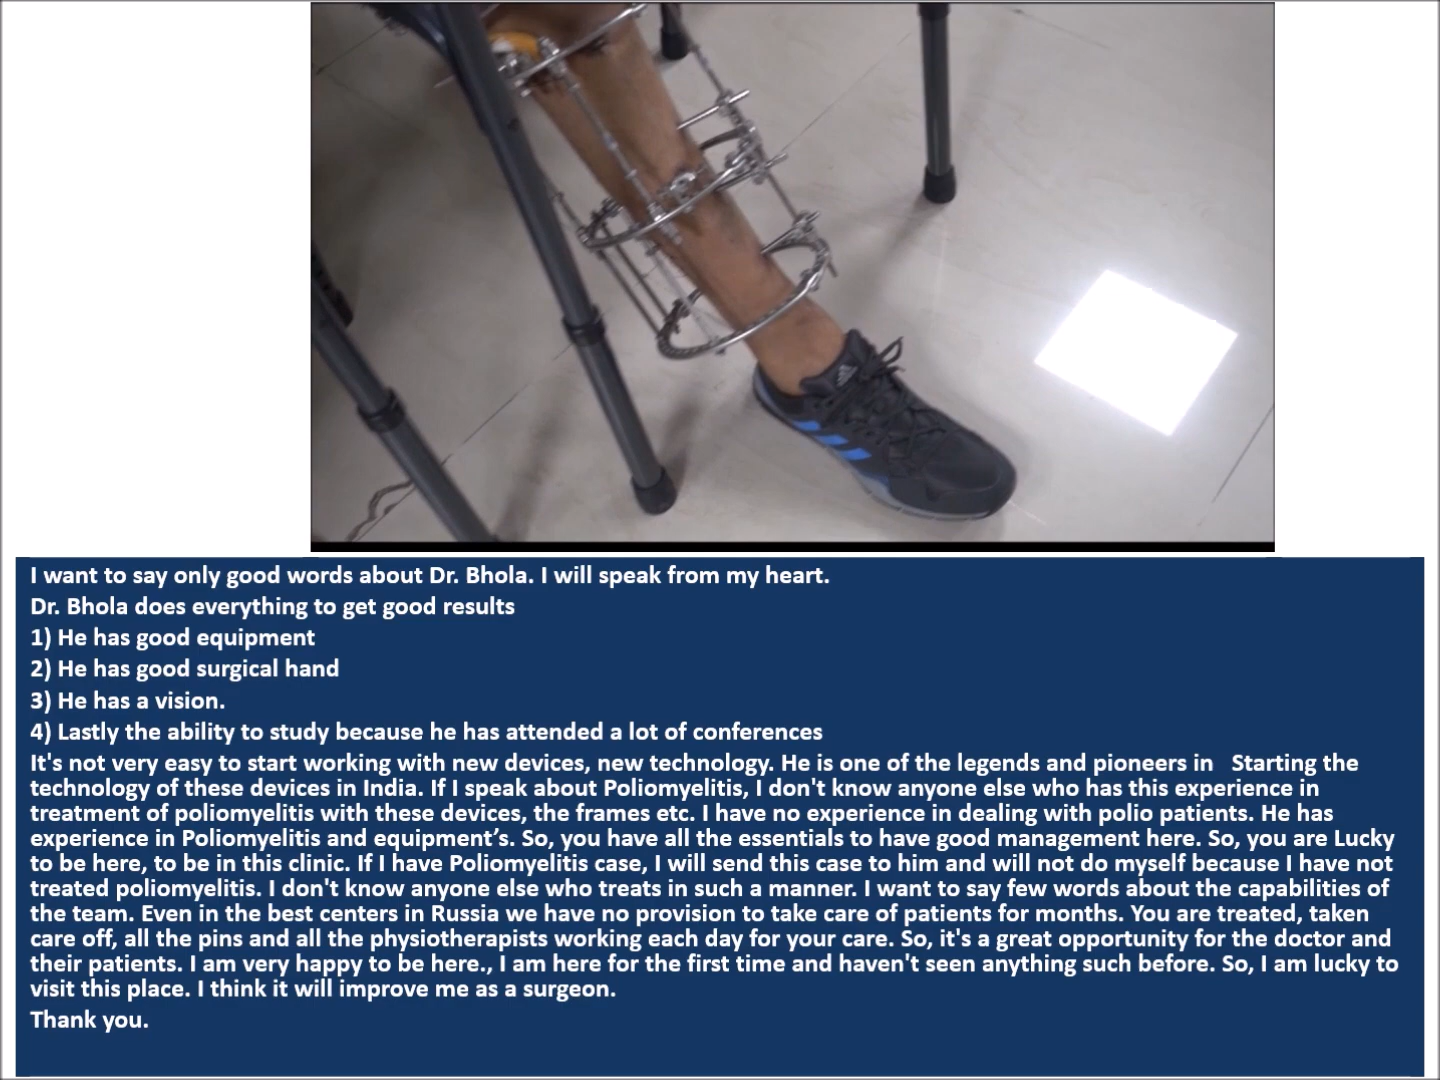 I want to say only good words about Dr. Bhola. I will speak from my heart.
Dr. Bhola does everything to get good results
1) He has good equipment
2) He has good surgical hand
3) He has a vision.
4) Lastly the ability to study because he has attended a lot of conferences
It's not very easy to start working with new devices, new technology. He is one of the legends and pioneers in   Starting the
technology of these devices in India. If I speak about Poliomyelitis, I don't know anyone else who has this experience in
treatment of poliomyelitis with these devices, the frames etc. I have no experience in dealing with polio patients. He has
experience in Poliomyelitis and equipment’s. So, you have all the essentials to have good management here. So, you are Lucky
to be here, to be in this clinic. If I have Poliomyelitis case, I will send this case to him and will not do myself because I have not
treated poliomyelitis. I don't know anyone else who treats in such a manner. I want to say few words about the capabilities of
the team. Even in the best centers in Russia we have no provision to take care of patients for months. You are treated, taken
care off, all the pins and all the physiotherapists working each day for your care. So, it's a great opportunity for the doctor and
their patients. I am very happy to be here., I am here for the first time and haven't seen anything such before. So, I am lucky to
visit this place. I think it will improve me as a surgeon.
Thank you.